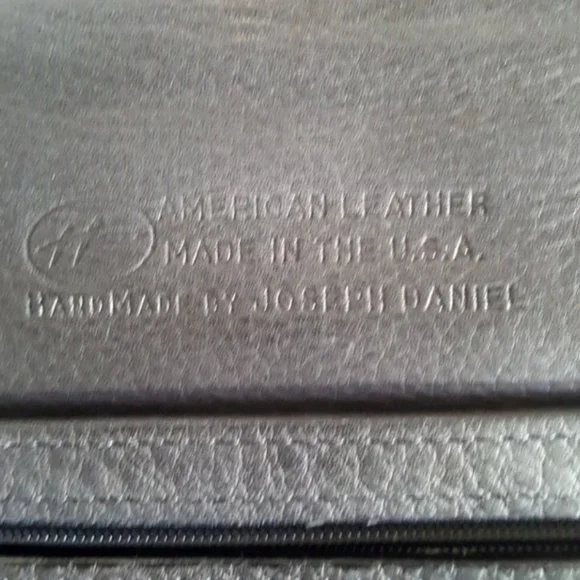 AMERICAN LEATHER
MADE IN THE U.S.A.
HANDMADE BY JOSEPH DANIEL